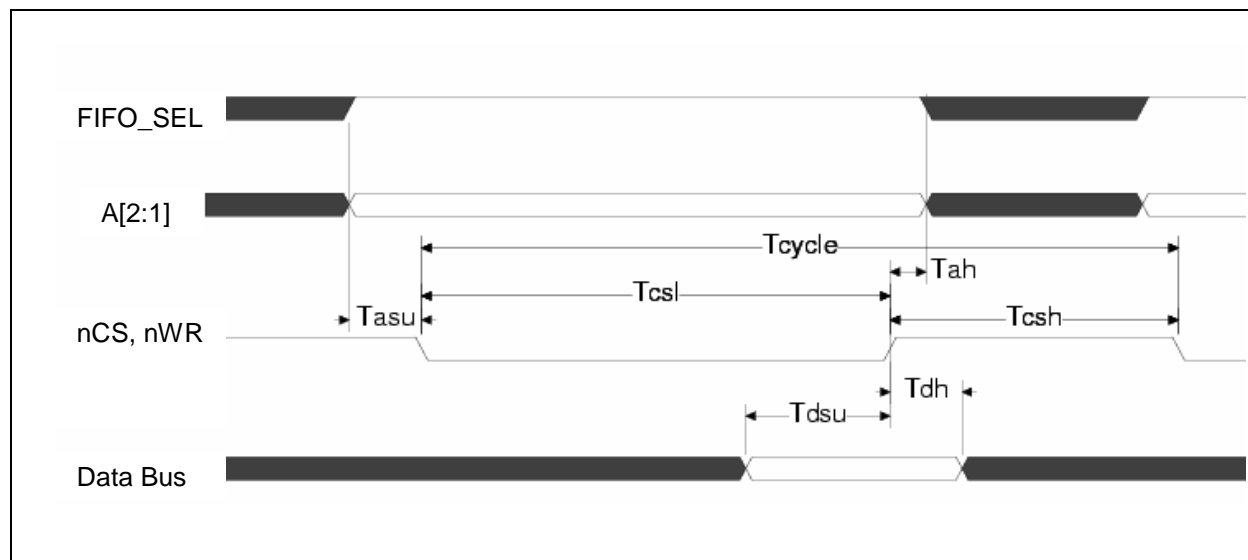 FIFO_SEL
A[2:1]
Tcycle
Tah
Tcsl
Tasu
Tcsh
nCS, nWR
Tdh
Tdsu
Data Bus